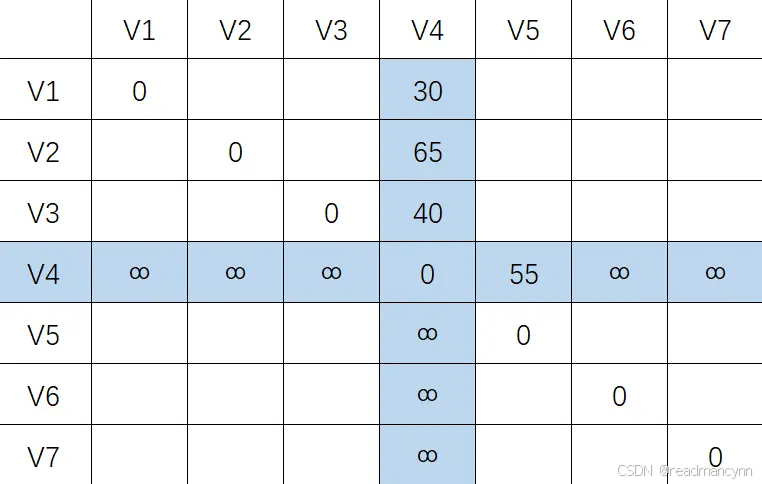 V1 V2 V3 V4 V5 V6 V7
V1 0 30
V2 0 65
V3 0 40
V4 ∞ ∞ ∞ 0 55 ∞ ∞
V5 ∞ 0
V6 ∞ 0
V7 ∞ 0
CSDN @readmancynn